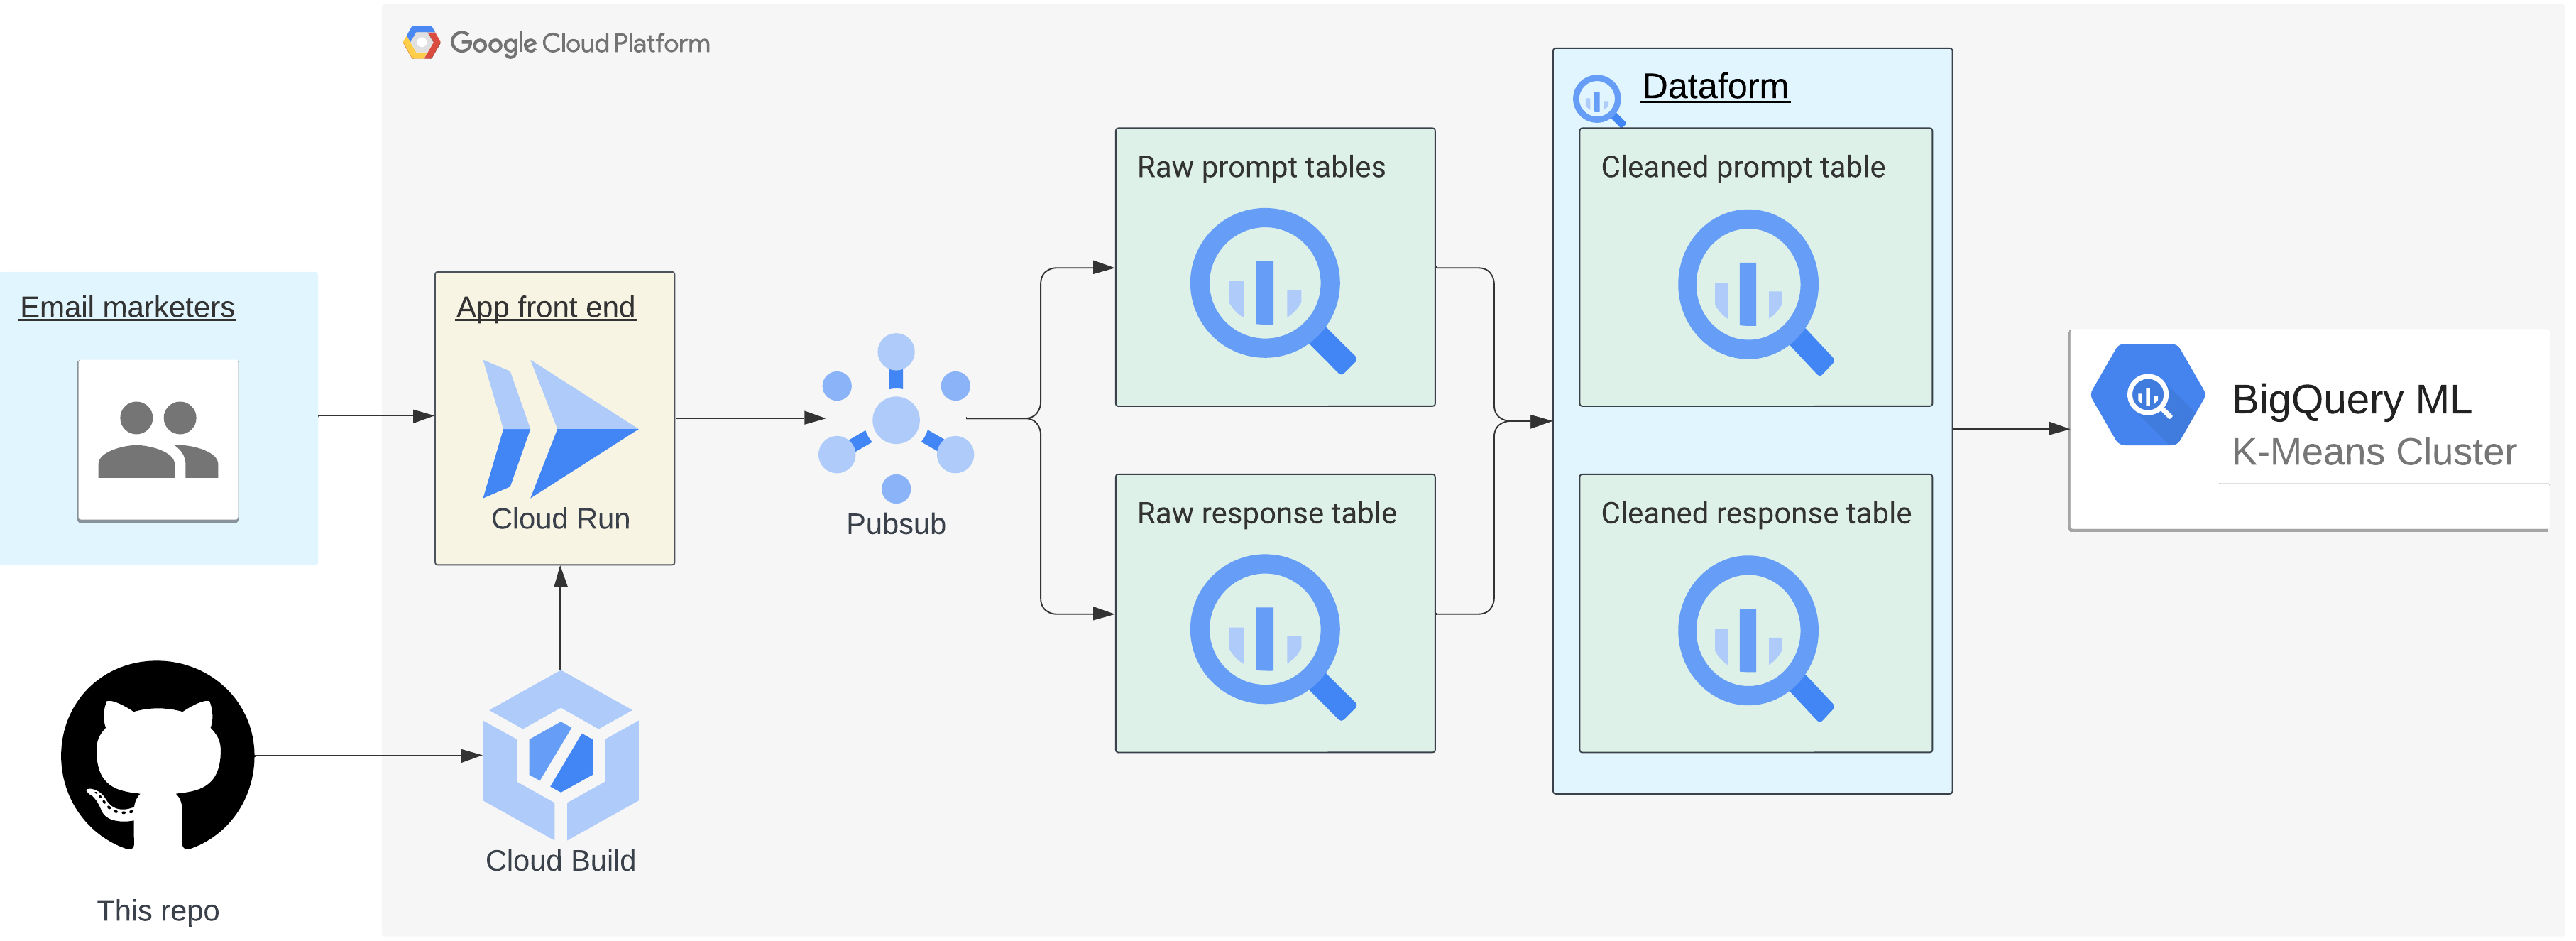 Google Cloud Platform
Email marketers
App front end
Cloud Run
Pubsub
Raw prompt tables
Raw response table
Dataform
Cleaned prompt table
Cleaned response table
BigQuery ML
K-Means Cluster
Cloud Build
This repo